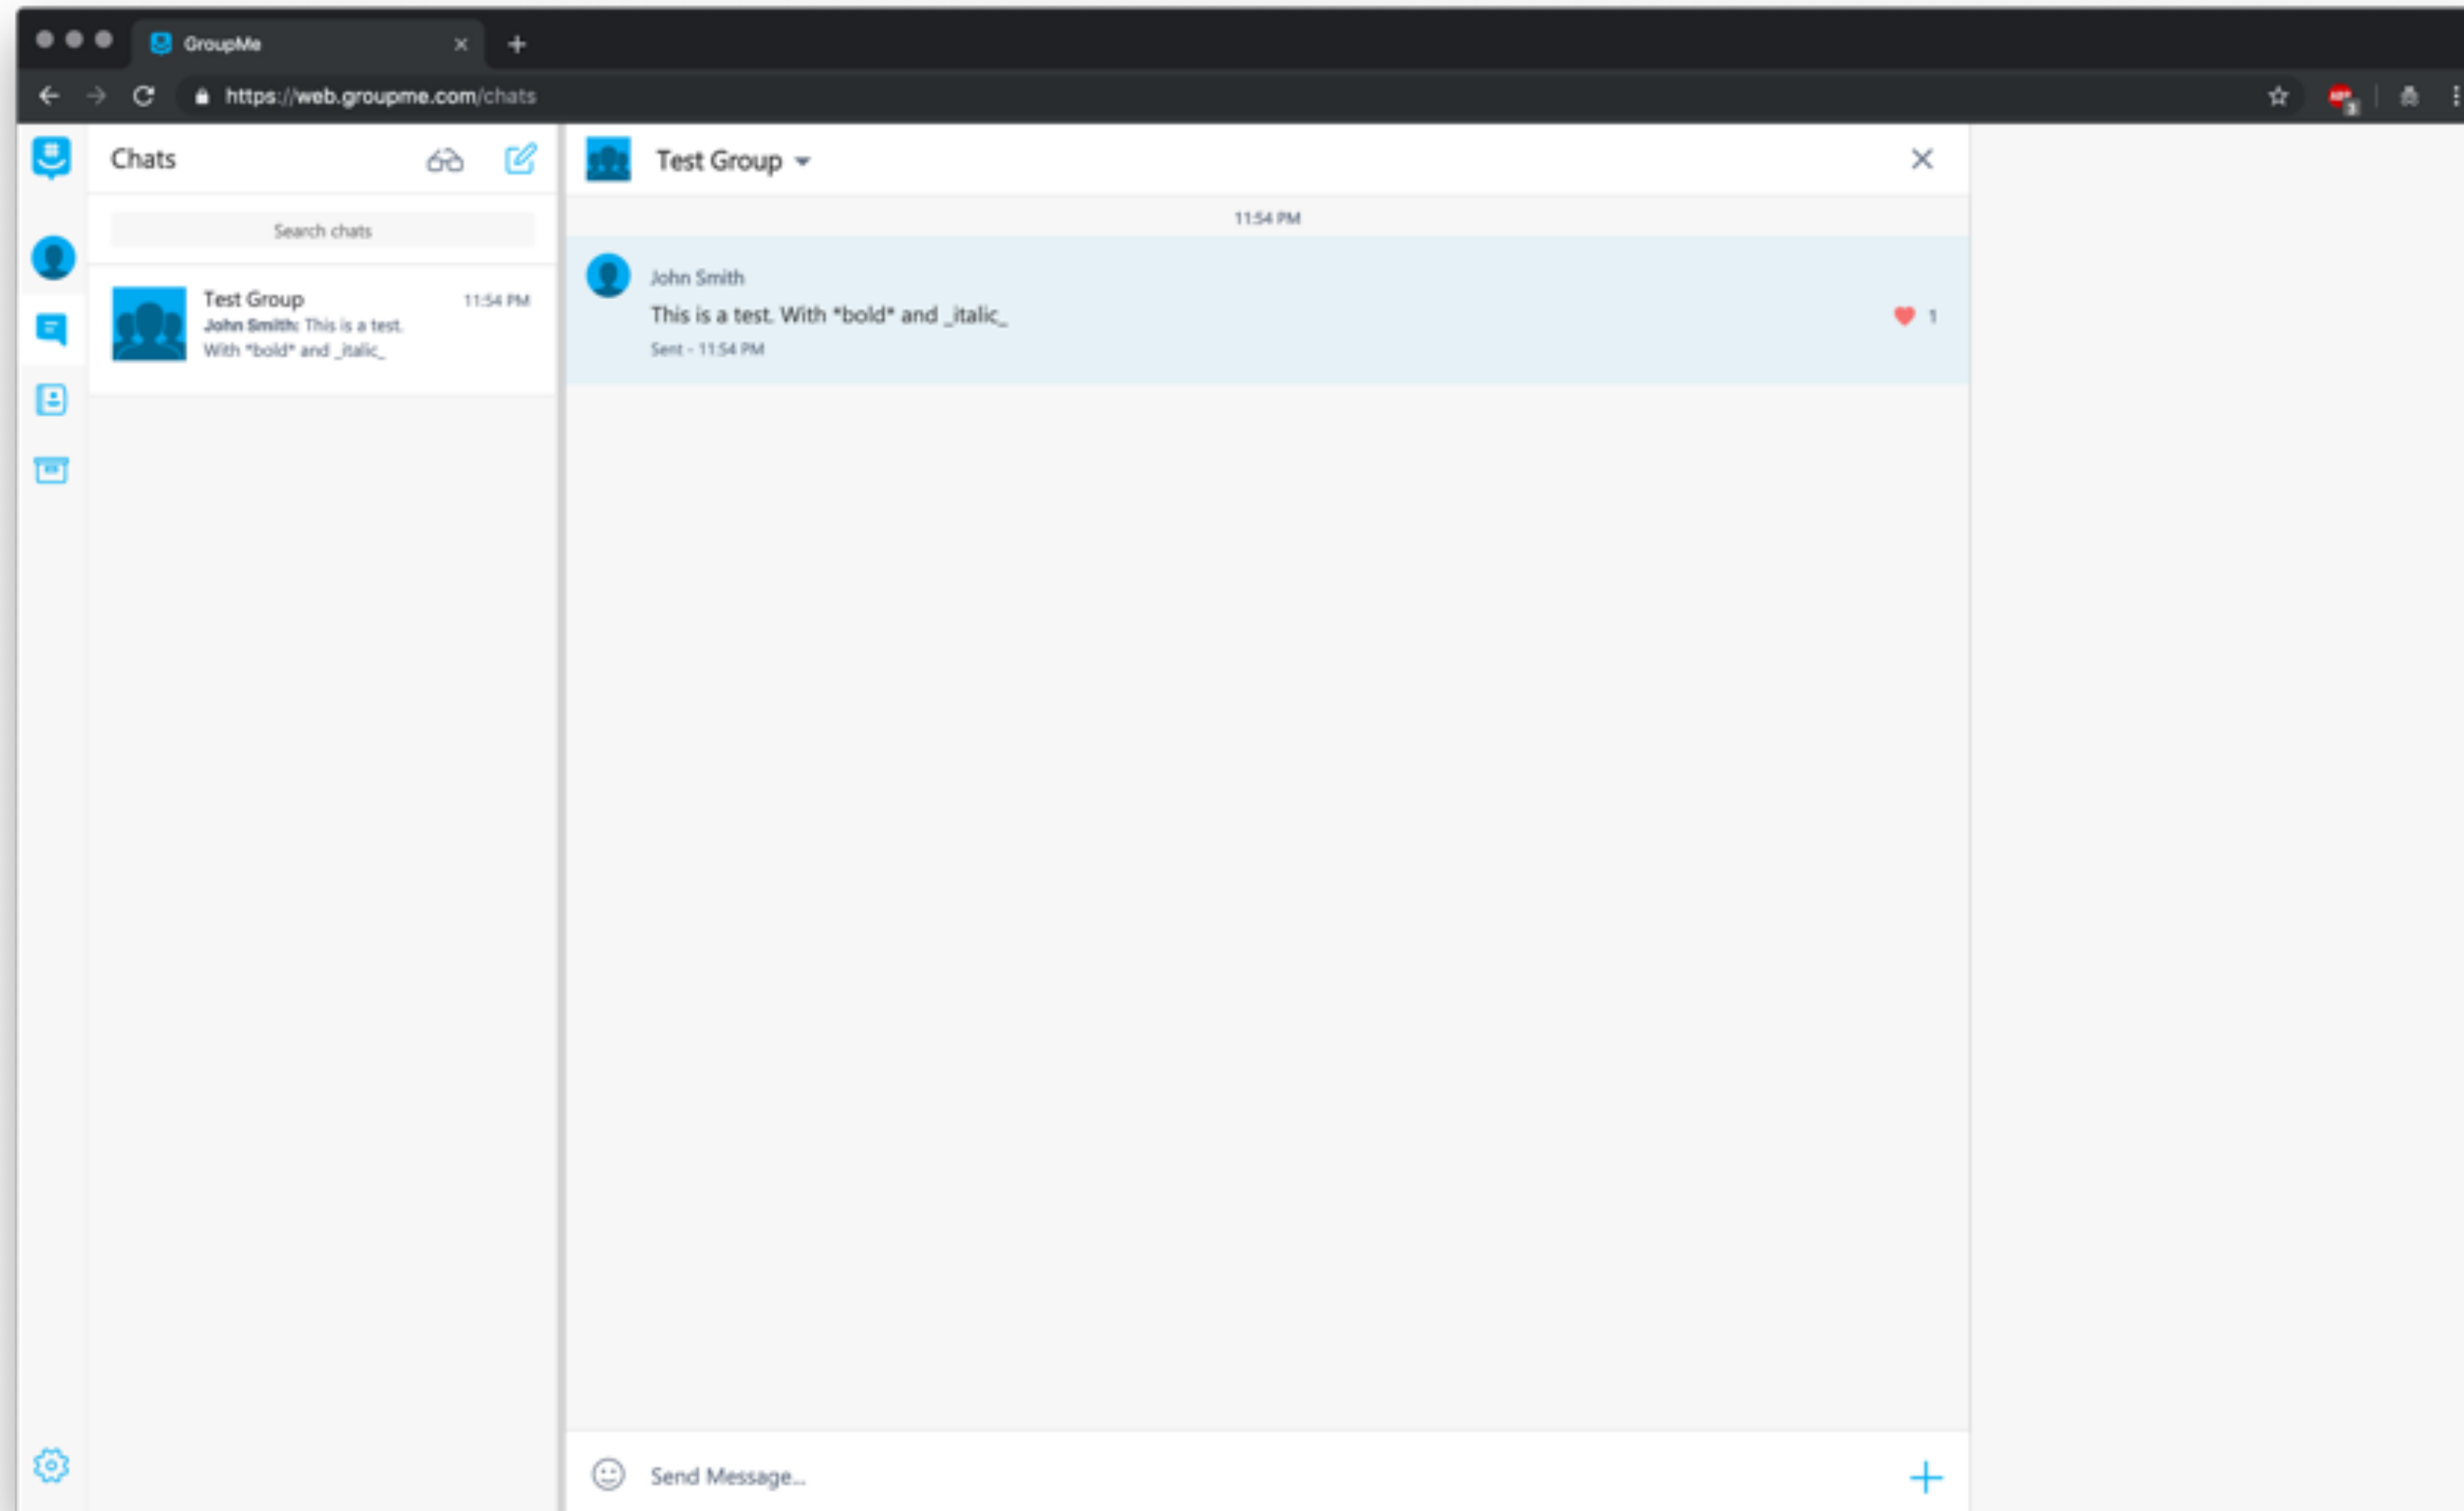 GroupMe
https://web.groupme.com/chats
Chats
Search chats
Test Group 11:54 PM
John Smith: This is a test.
With *bold* and _italic_
Test Group
11:54 PM
John Smith
This is a test. With *bold* and _italic_
1
Sent - 11:54 PM
Send Message...